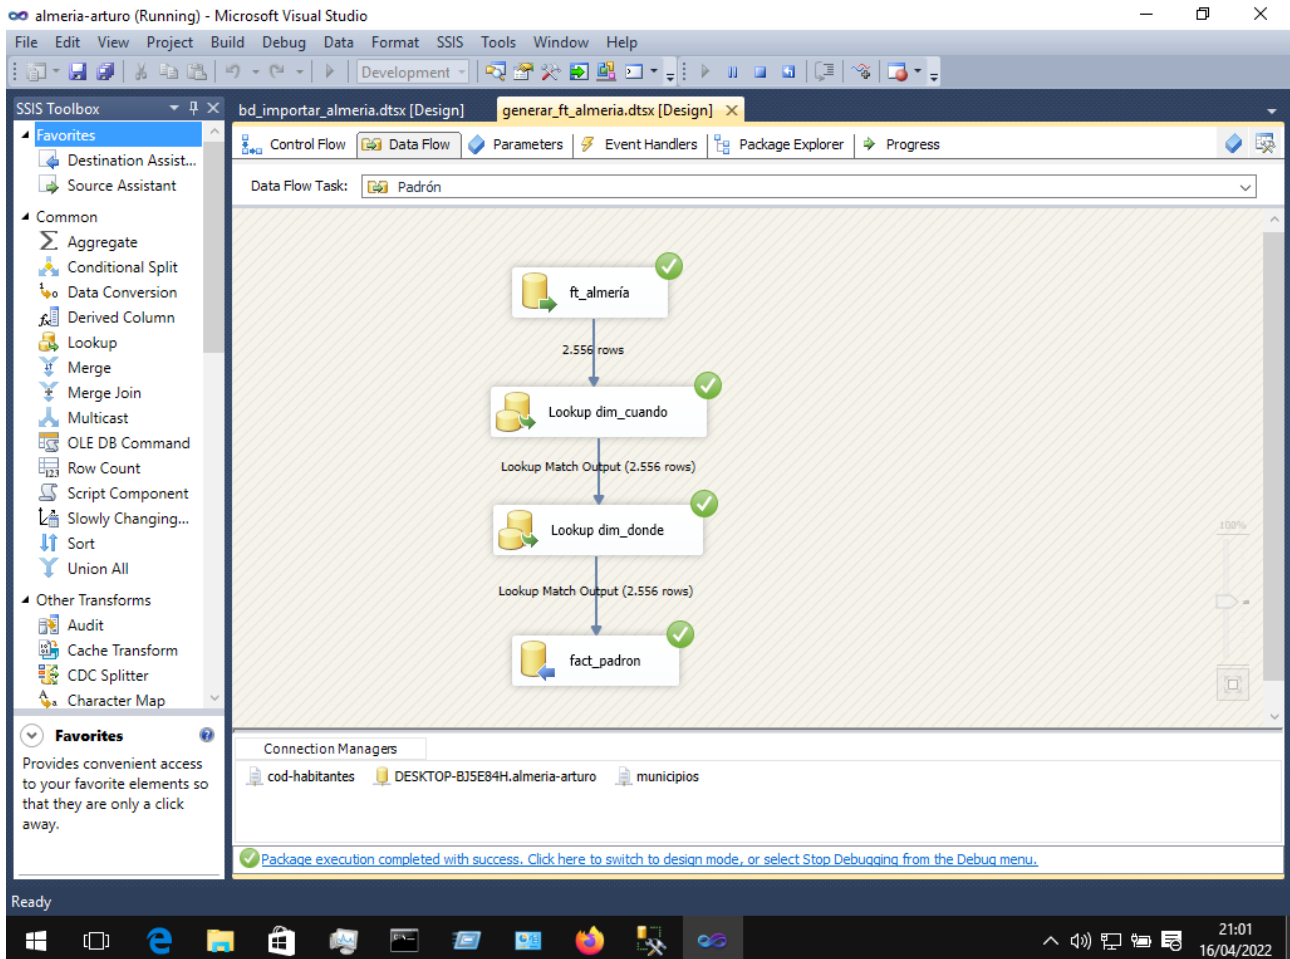 almeria-arturo (Running) - Microsoft Visual Studio
File Edit View Project Build Debug Data Format SSIS Tools Window Help
Development
SSIS Toolbox
bd_importar_almeria.dtsx [Design]
generar_ft_almeria.dtsx [Design]
Favorites
Destination Assist...
Source Assistant
Common
Aggregate
Conditional Split
Data Conversion
Derived Column
Lookup
Merge
Merge Join
Multicast
OLE DB Command
Row Count
Script Component
Slowly Changing...
Sort
Union All
Other Transforms
Audit
Cache Transform
CDC Splitter
Character Map
Favorites
Provides convenient access
to your favorite elements so
that they are only a click
away.
Control Flow
Data Flow
Parameters
Event Handlers
Package Explorer
Progress
Data Flow Task:
Padrón
ft_almería
2.556 rows
Lookup dim_cuando
Lookup Match Output (2.556 rows)
Lookup dim_donde
Lookup Match Output (2.556 rows)
fact_padron
100%
Connection Managers
cod-habitantes
DESKTOP-BJ5E84H.almeria-arturo
municipios
Package execution completed with success. Click here to switch to design mode, or select Stop Debugging from the Debug menu.
Ready
21:01
16/04/2022